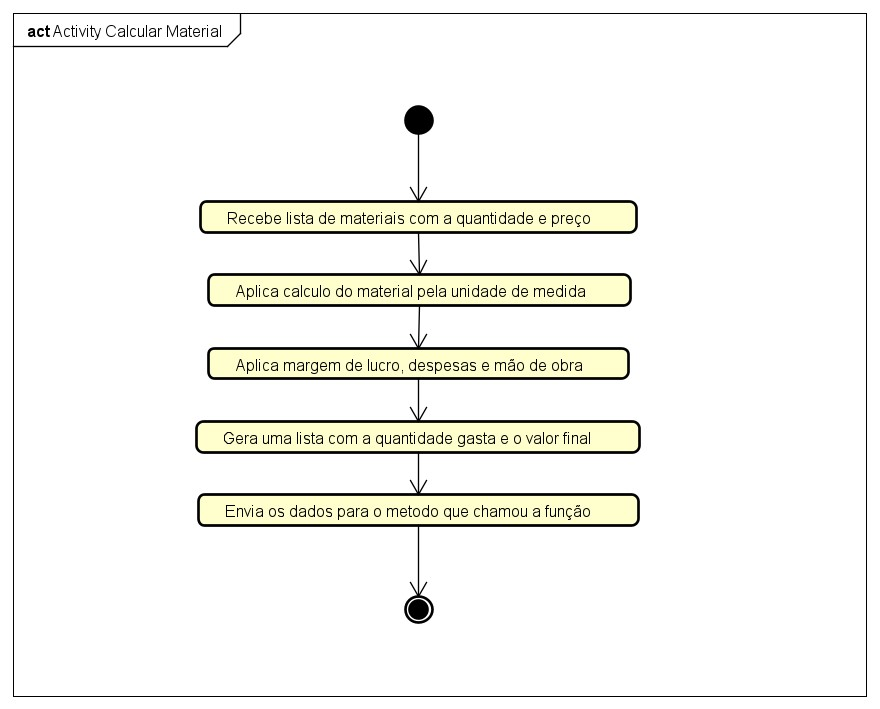 act Activity Calcular Material
Recebe lista de materiais com a quantidade e preço
Aplica calculo do material pela unidade de medida
Aplica margem de lucro, despesas e mão de obra
Gera uma lista com a quantidade gasta e o valor final
Envia os dados para o metodo que chamou a função